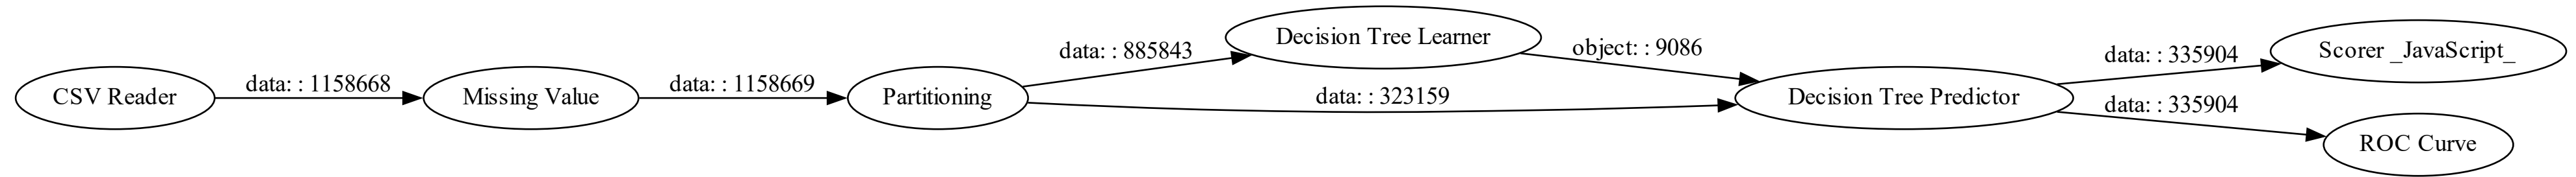 CSV Reader
data: : 1158668
Missing Value
data: : 1158669
Partitioning
data: : 885843
Decision Tree Learner
object: : 9086
data: : 323159
Decision Tree Predictor
data: : 335904
Scorer _JavaScript_
data: : 335904
ROC Curve